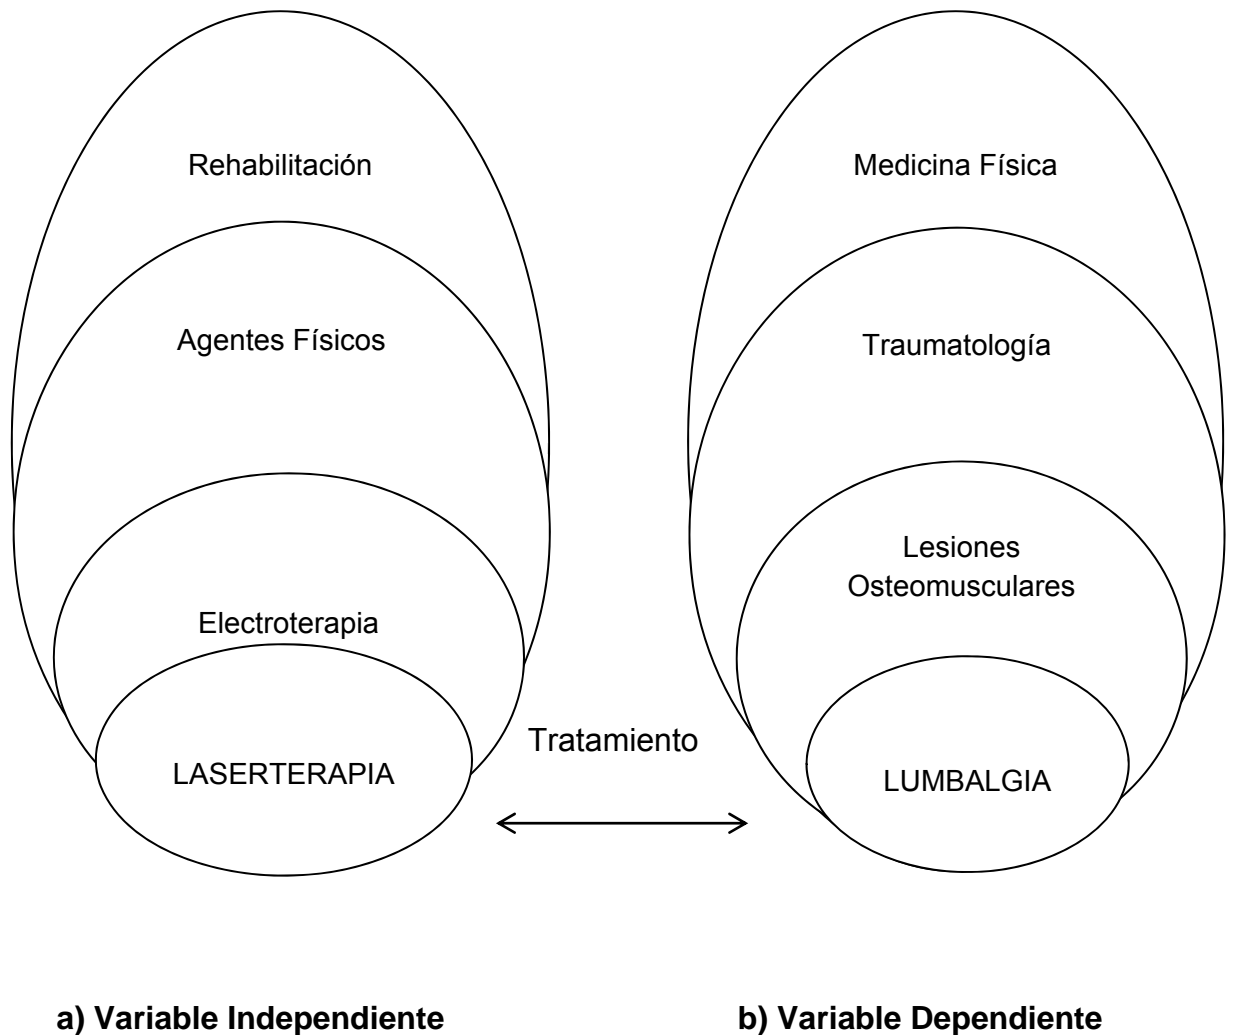 Rehabilitación
Agentes Físicos
Electroterapia
LASERTERAPIA
Tratamiento
Medicina Física
Traumatología
Lesiones
Osteomusculares
LUMBALGIA
a) Variable Independiente
b) Variable Dependiente